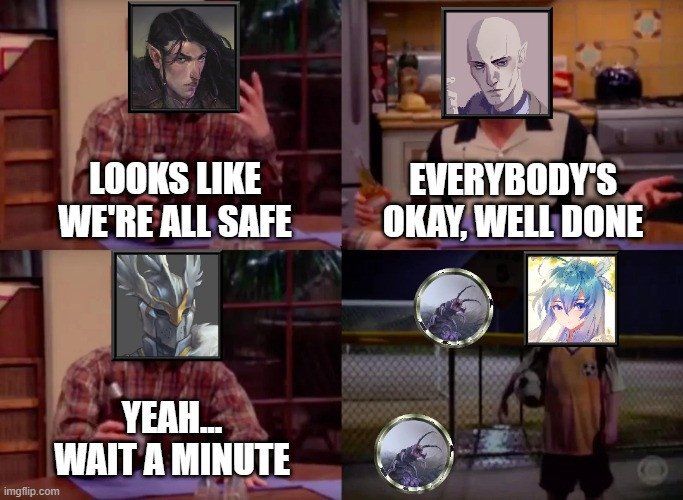 LOOKS LIKE
WE'RE ALL SAFE
EVERYBODY'S
OKAY, WELL DONE
YEAH...
WAIT A MINUTE
imgflip.com